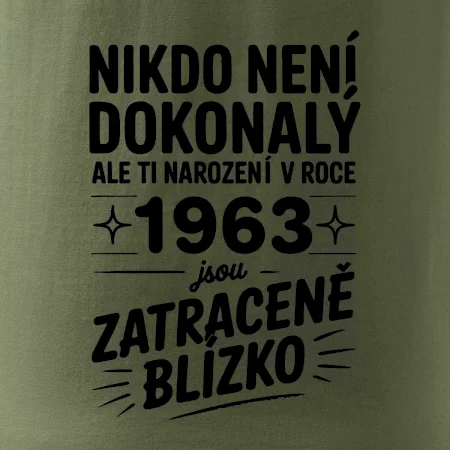 NIKDO NENÍ
DOKONALÝ
ALE TI NAROZENÍ V ROCE
1963
jsou
ZATRACENĚ
BLÍZKO